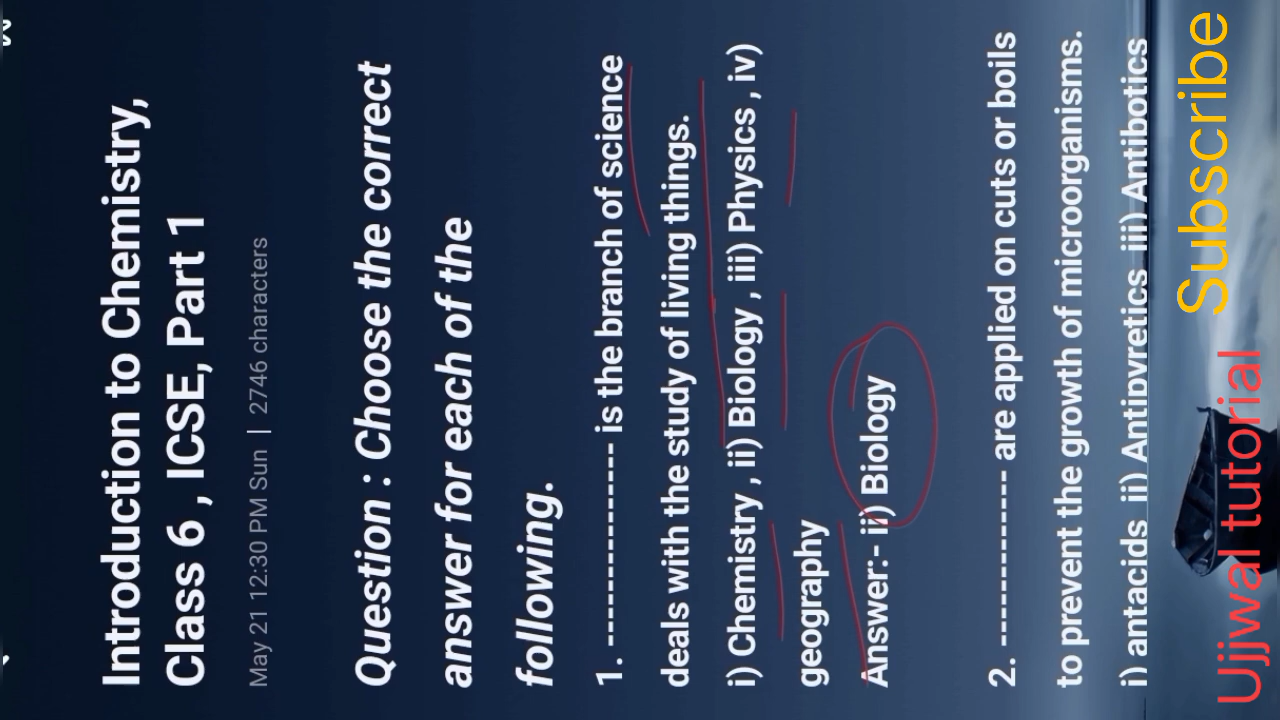 Introduction to Chemistry,
Class 6 , ICSE, Part 1
May 21 12:30 PM Sun | 2746 characters
Question : Choose the correct
answer for each of the
following.
1. ------------------ is the branch of science
deals with the study of living things.
i) Chemistry , ii) Biology , iii) Physics , iv)
geography
Answer:- ii) Biology
2. ---------------- are applied on cuts or boils
to prevent the growth of microorganisms.
i) antacids ii) Antipyretics iii) Antibotics
Ujjwal tutorial
Subscribe